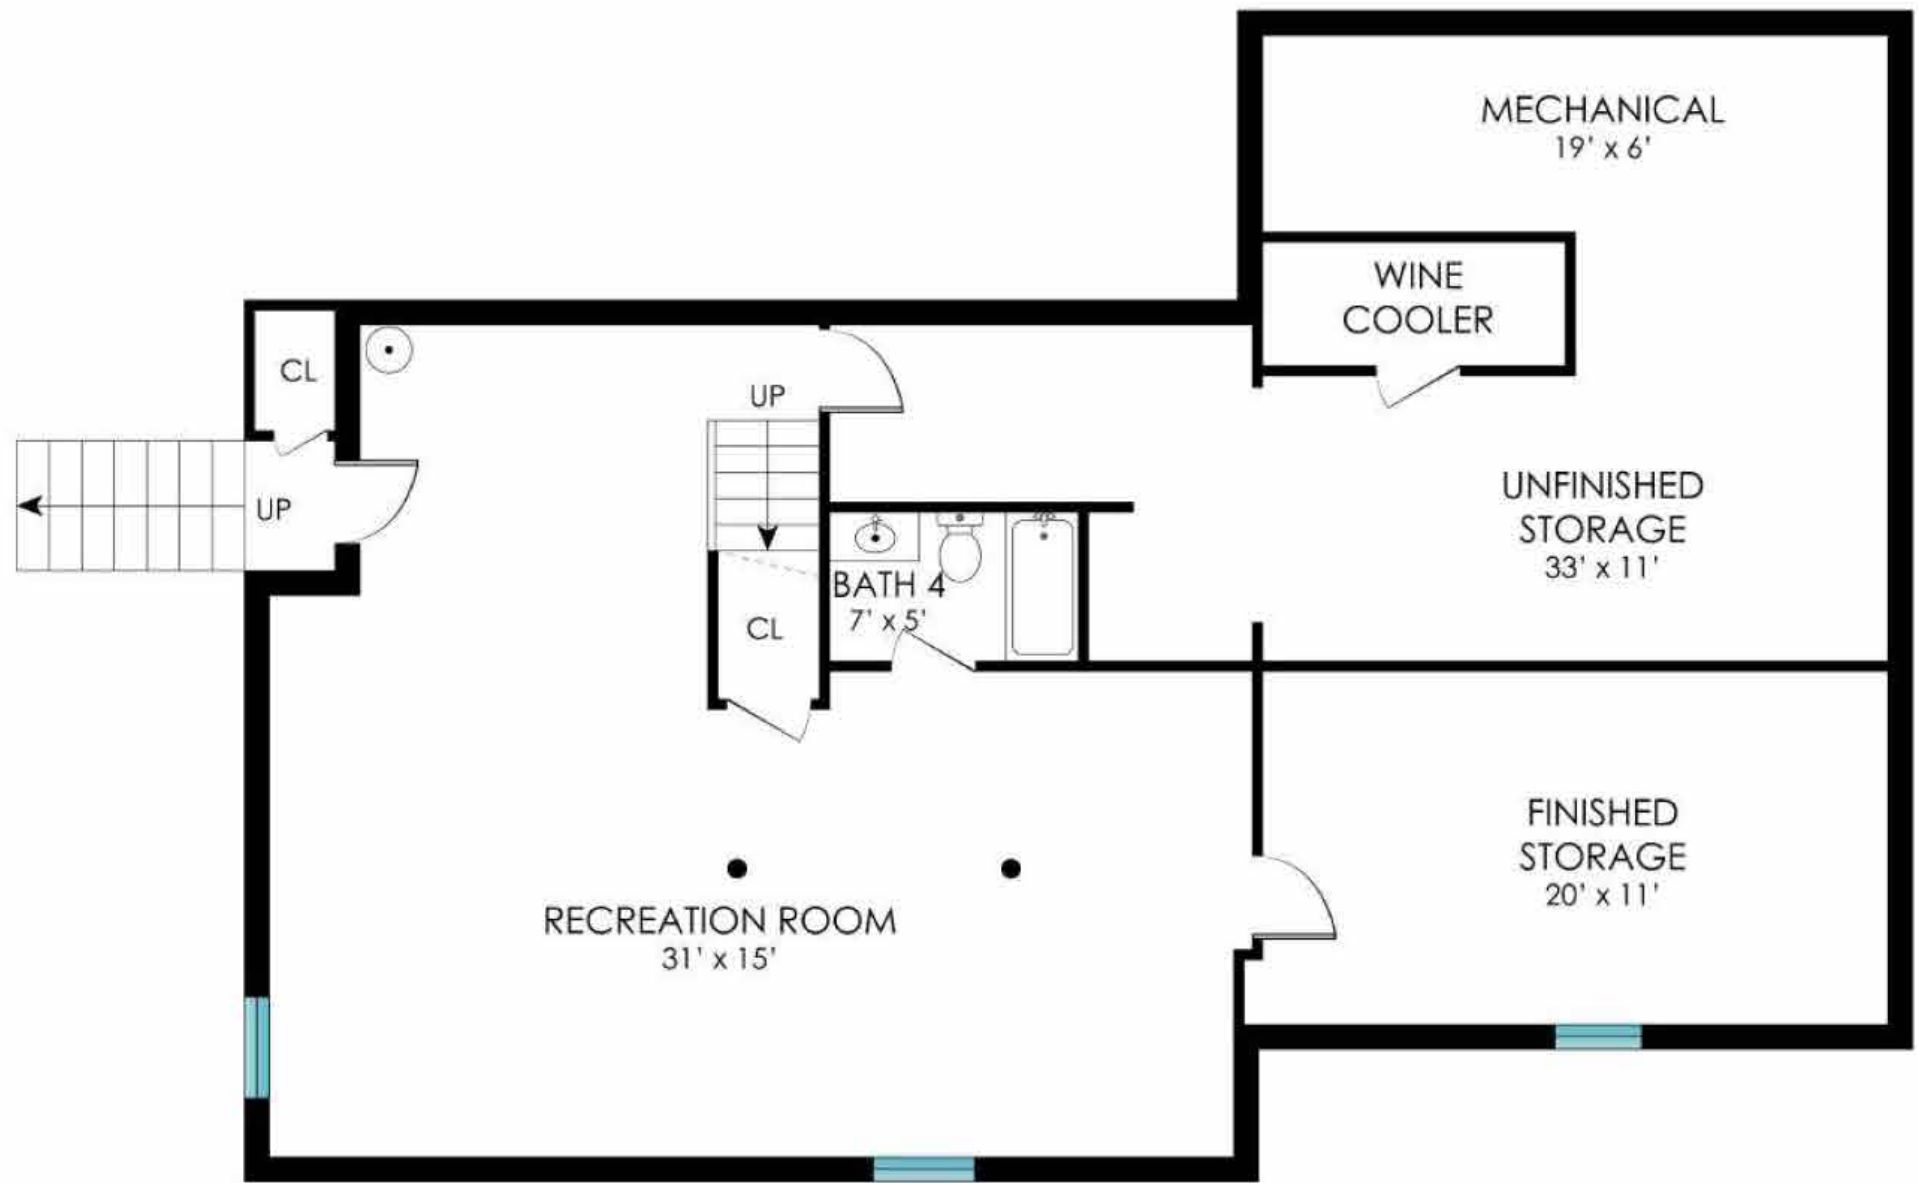 MECHANICAL
19' x 6'
WINE
COOLER
CL
UP
UP
UNFINISHED
STORAGE
33' x 11'
BATH 4
7' x 5'
CL
FINISHED
STORAGE
20' x 11'
RECREATION ROOM
31' x 15'